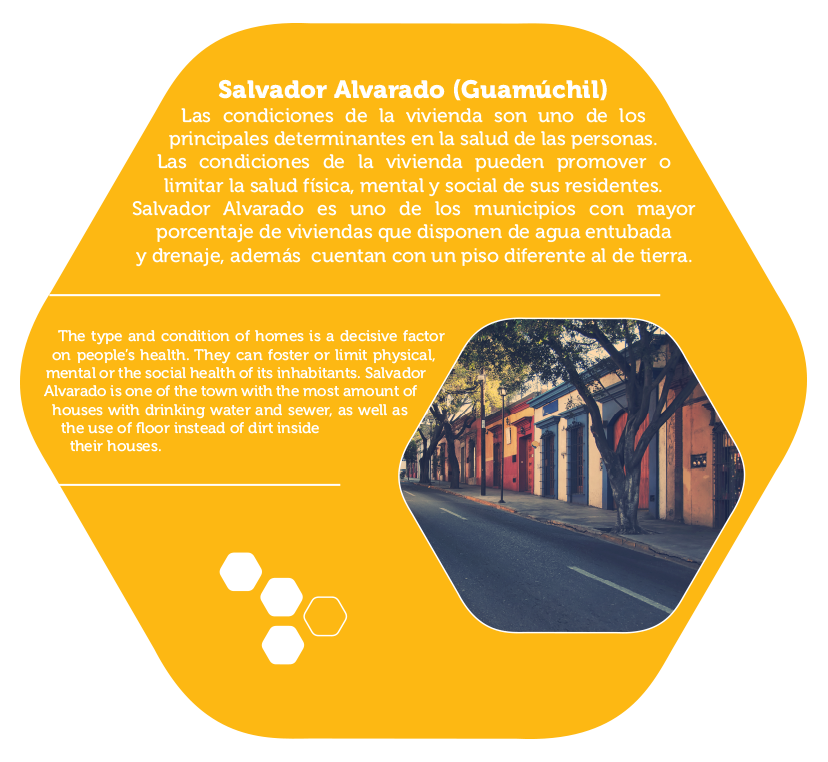 Salvador Alvarado (Guamúchil)
Las condiciones de la vivienda son uno de los
principales determinantes en la salud de las personas.
Las condiciones de la vivienda pueden promover o
limitar la salud física, mental y social de sus residentes.
Salvador Alvarado es uno de los municipios con mayor
porcentaje de viviendas que disponen de agua entubada
y drenaje, además cuentan con un piso diferente al de tierra.
The type and condition of homes is a decisive factor
on people's health. They can foster or limit physical,
mental or the social health of its inhabitants. Salvador
Alvarado is one of the town with the most amount of
houses with drinking water and sewer, as well as
the use of floor instead of dirt inside
their houses.